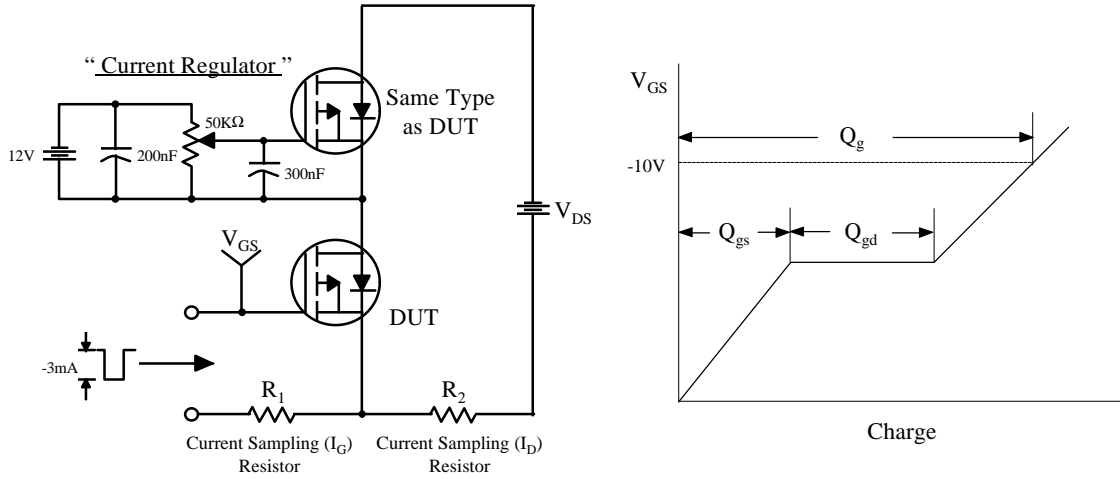 “ Current Regulator ”
Same Type
as DUT
50KΩ
12V
200nF
300nF
V_DS
V_GS
DUT
-3mA
R_1
R_2
Current Sampling (I_G)
Resistor
Current Sampling (I_D)
Resistor
V_GS
Q_g
-10V
Q_gs
Q_gd
Charge